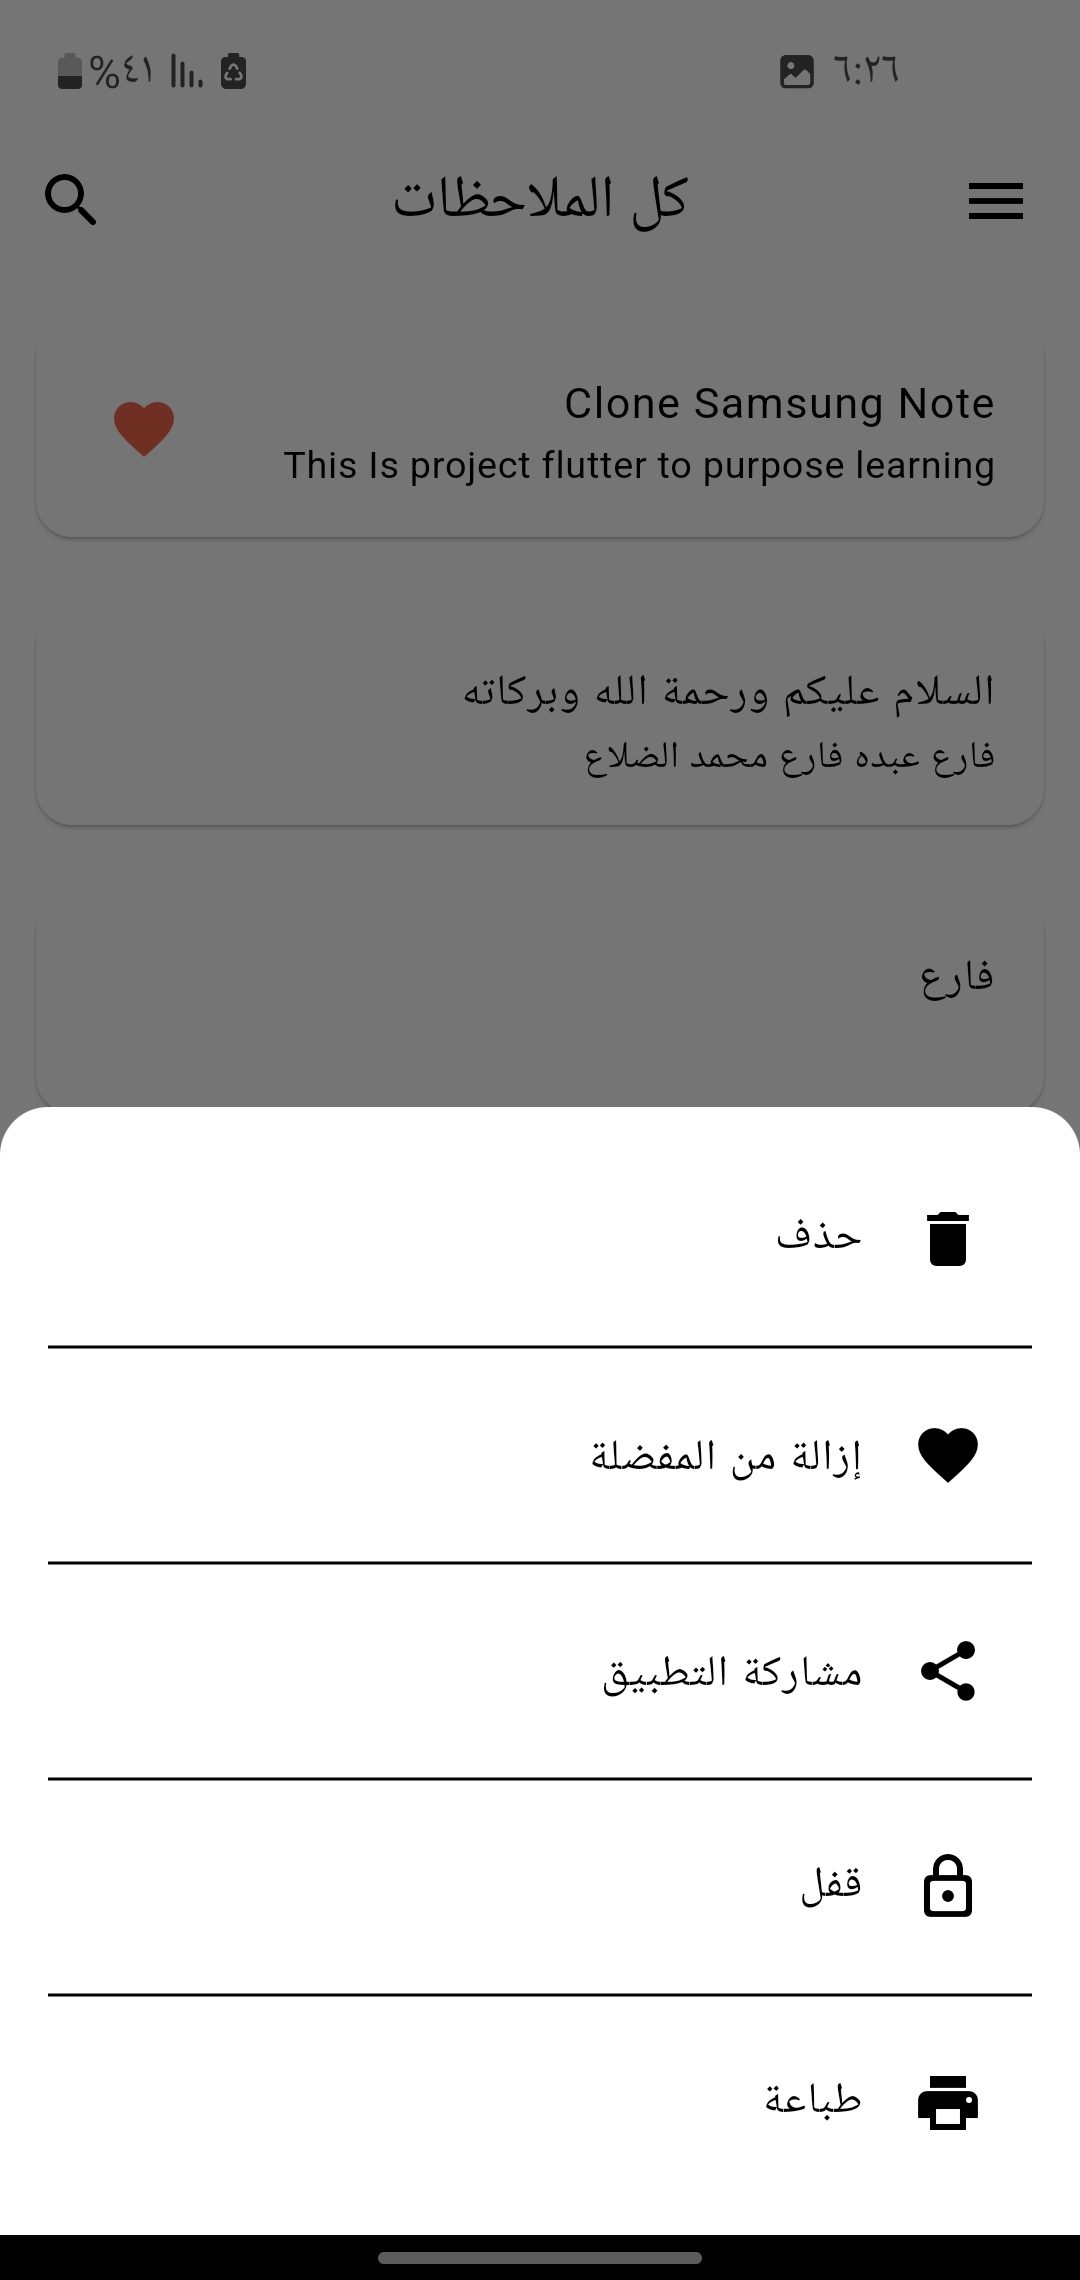 %٤١
٦:٢٦
كل الملاحظات
Clone Samsung Note
This Is project flutter to purpose learning
السلام عليكم ورحمة الله وبركاته
فارع عبده فارع محمد الضلاع
فارع
حذف
إزالة من المفضلة
مشاركة التطبيق
قفل
طباعة